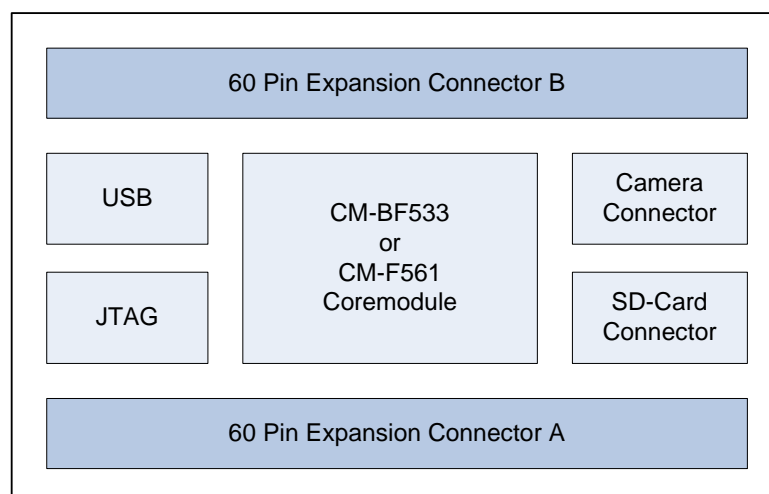 60 Pin Expansion Connector B
USB
CM-BF533
or
CM-F561
Coremodule
Camera
Connector
JTAG
SD-Card
Connector
60 Pin Expansion Connector A